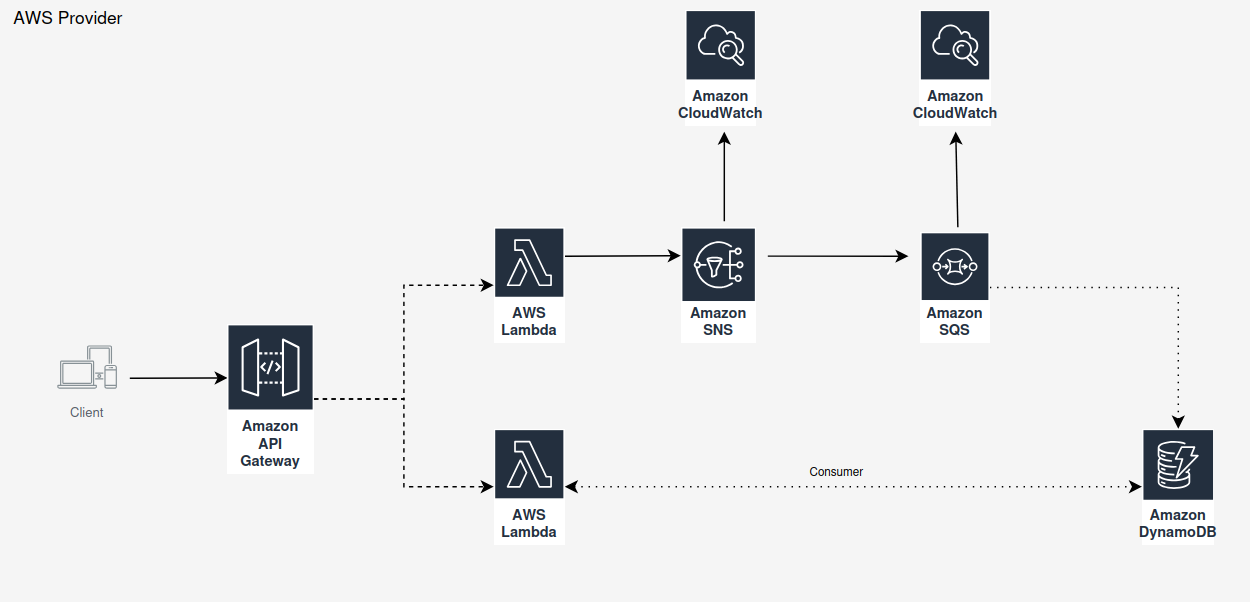 AWS Provider
Amazon
CloudWatch
Amazon
CloudWatch
AWS
Lambda
Amazon
SNS
Amazon
SQS
</>
Client
Amazon
API
Gateway
Consumer
AWS
Lambda
Amazon
DynamoDB